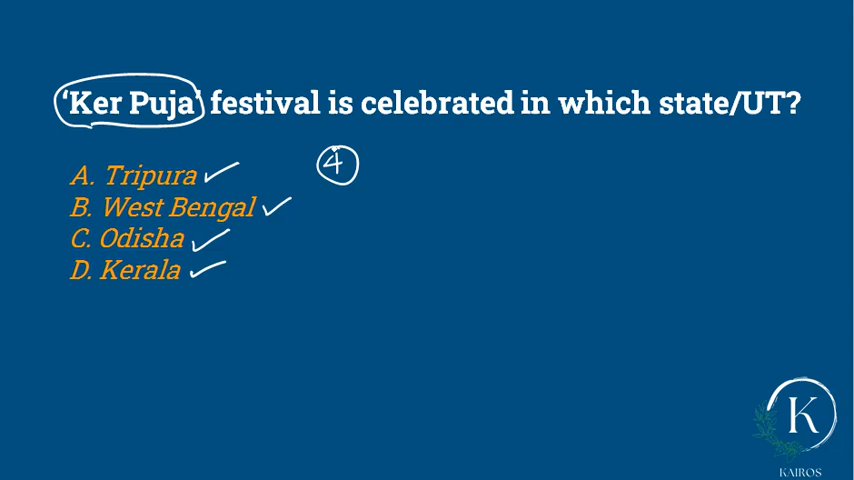 ‘Ker Puja’ festival is celebrated in which state/UT?
4
A. Tripura
B. West Bengal
C. Odisha
D. Kerala
K
KAIROS